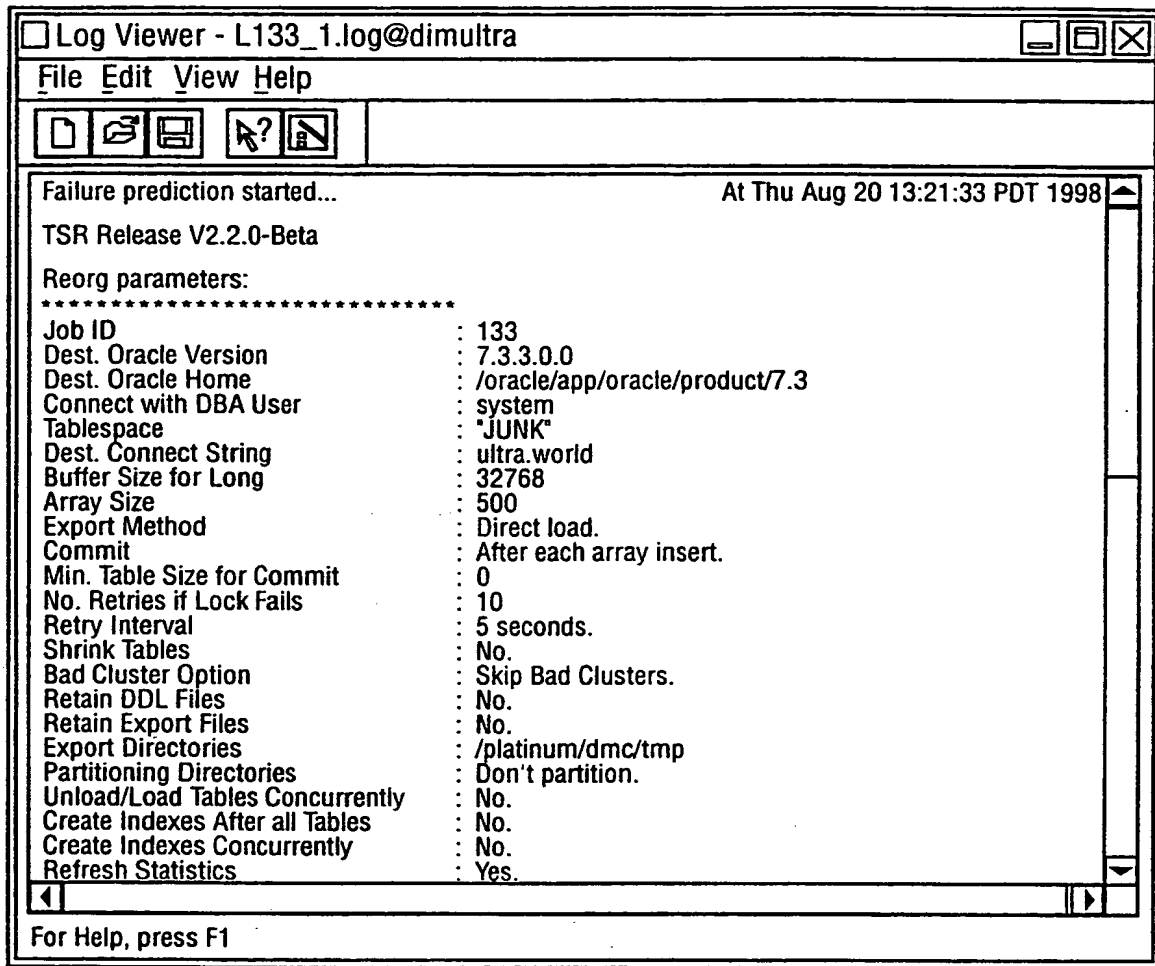 Log Viewer - L133_1.log@dimultra
File Edit View Help
Failure prediction started... At Thu Aug 20 13:21:33 PDT 1998
TSR Release V2.2.0-Beta
Reorg parameters:
******************************
Job ID : 133
Dest. Oracle Version : 7.3.3.0.0
Dest. Oracle Home : /oracle/app/oracle/product/7.3
Connect with DBA User : system
Tablespace : "JUNK"
Dest. Connect String : ultra.world
Buffer Size for Long : 32768
Array Size : 500
Export Method : Direct load.
Commit : After each array insert.
Min. Table Size for Commit : 0
No. Retries if Lock Fails : 10
Retry Interval : 5 seconds.
Shrink Tables : No.
Bad Cluster Option : Skip Bad Clusters.
Retain DDL Files : No.
Retain Export Files : No.
Export Directories : /platinum/dmc/tmp
Partitioning Directories : Don't partition.
Unload/Load Tables Concurrently : No.
Create Indexes After all Tables : No.
Create Indexes Concurrently : No.
Refresh Statistics : Yes.
For Help, press F1